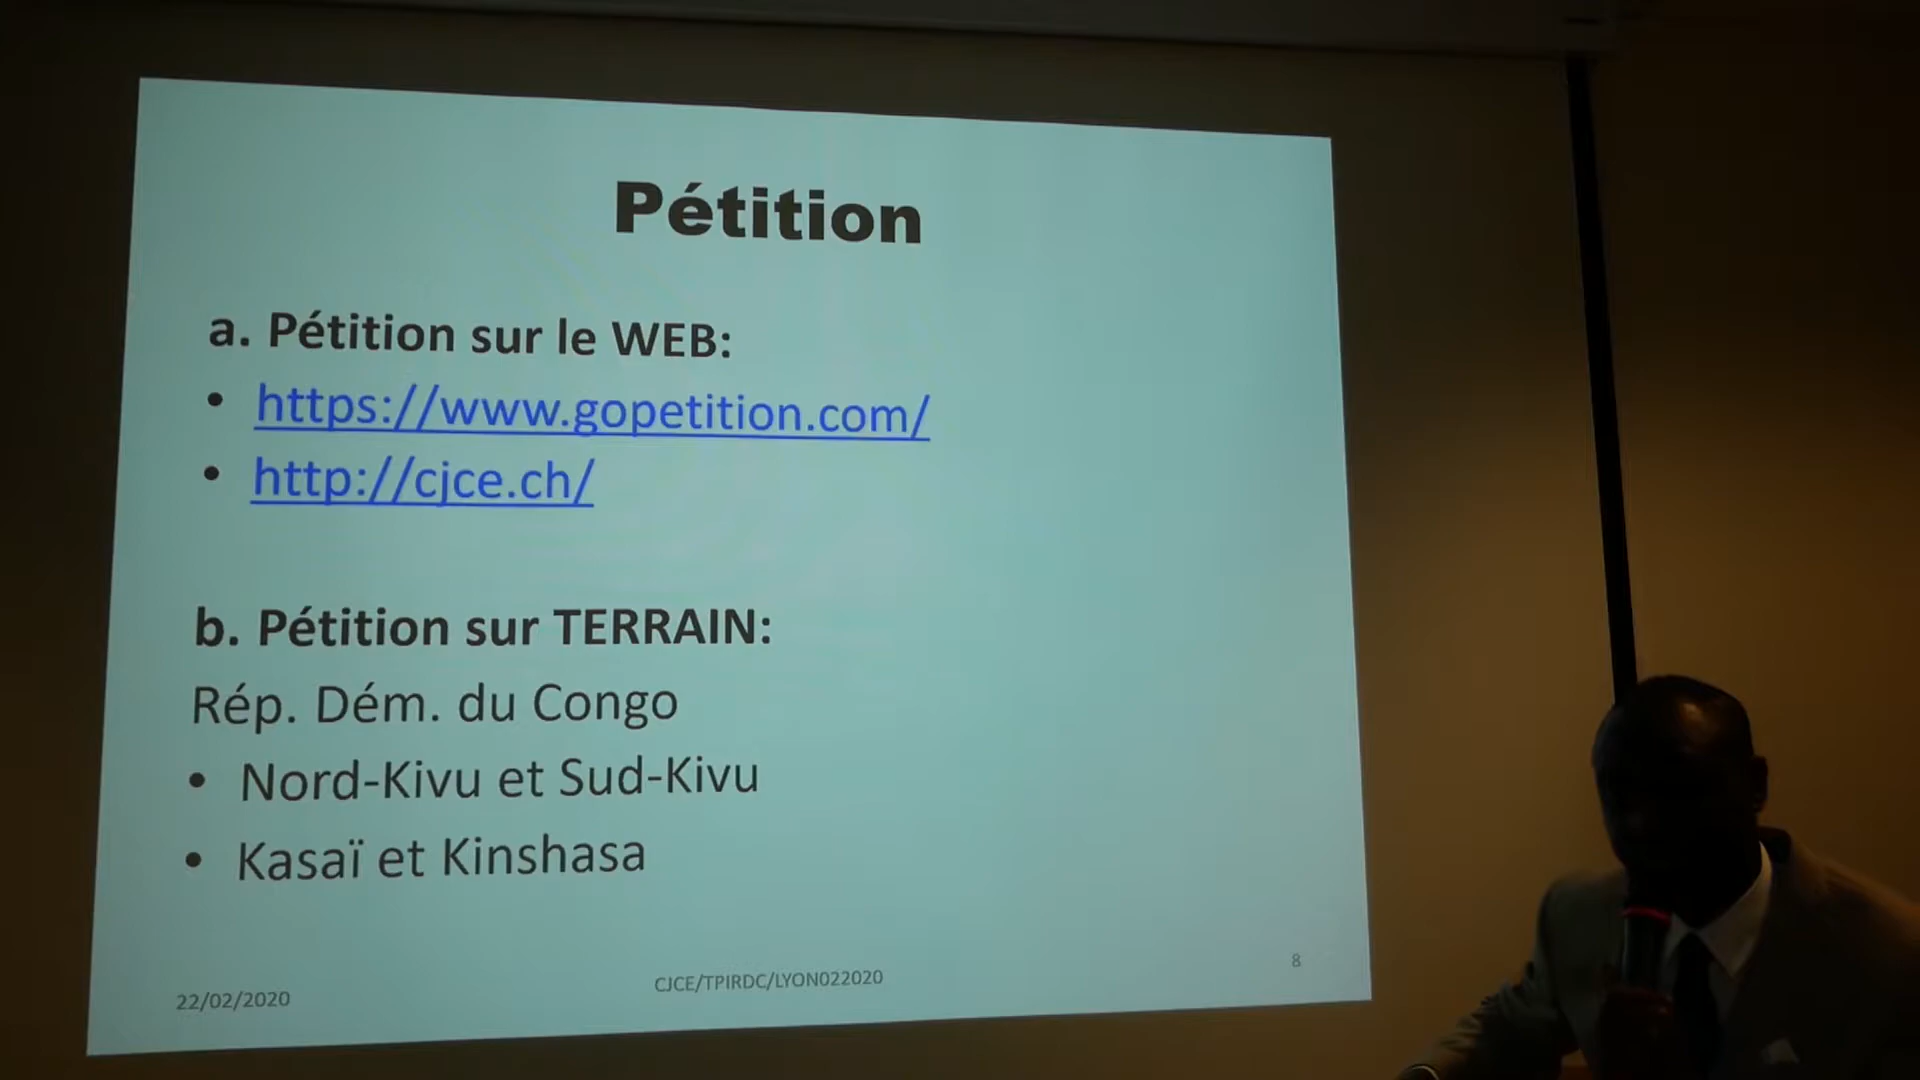 Pétition
a. Pétition sur le WEB:
• https://www.gopetition.com/
• http://cjce.ch/
b. Pétition sur TERRAIN:
Rép. Dém. du Congo
• Nord-Kivu et Sud-Kivu
• Kasaï et Kinshasa
22/02/2020
CJCE/TPIRDC/LYON022020
8